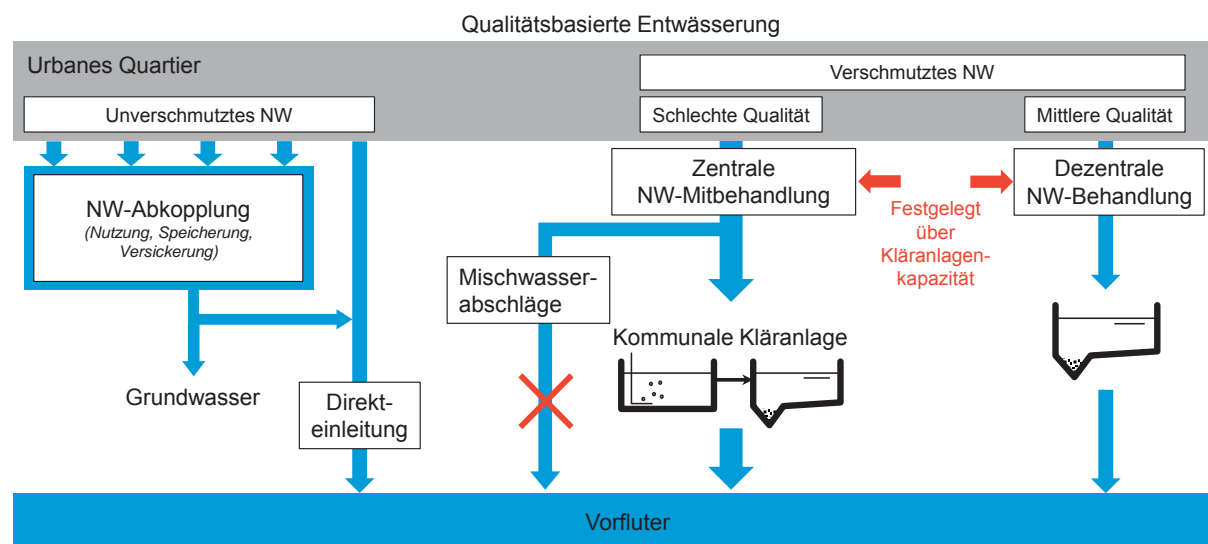 Qualitätsbasierte Entwässerung
Urbanes Quartier
Verschmutztes NW
Unverschmutztes NW
Schlechte Qualität
Mittlere Qualität
NW-Abkopplung
(Nutzung, Speicherung,
Versickerung)
Zentrale
NW-Mitbehandlung
Dezentrale
NW-Behandlung
Festgelegt
über
Kläranlagen-
kapazität
Mischwasser-
abschläge
Kommunale Kläranlage
Grundwasser
Direkt-
einleitung
Vorfluter